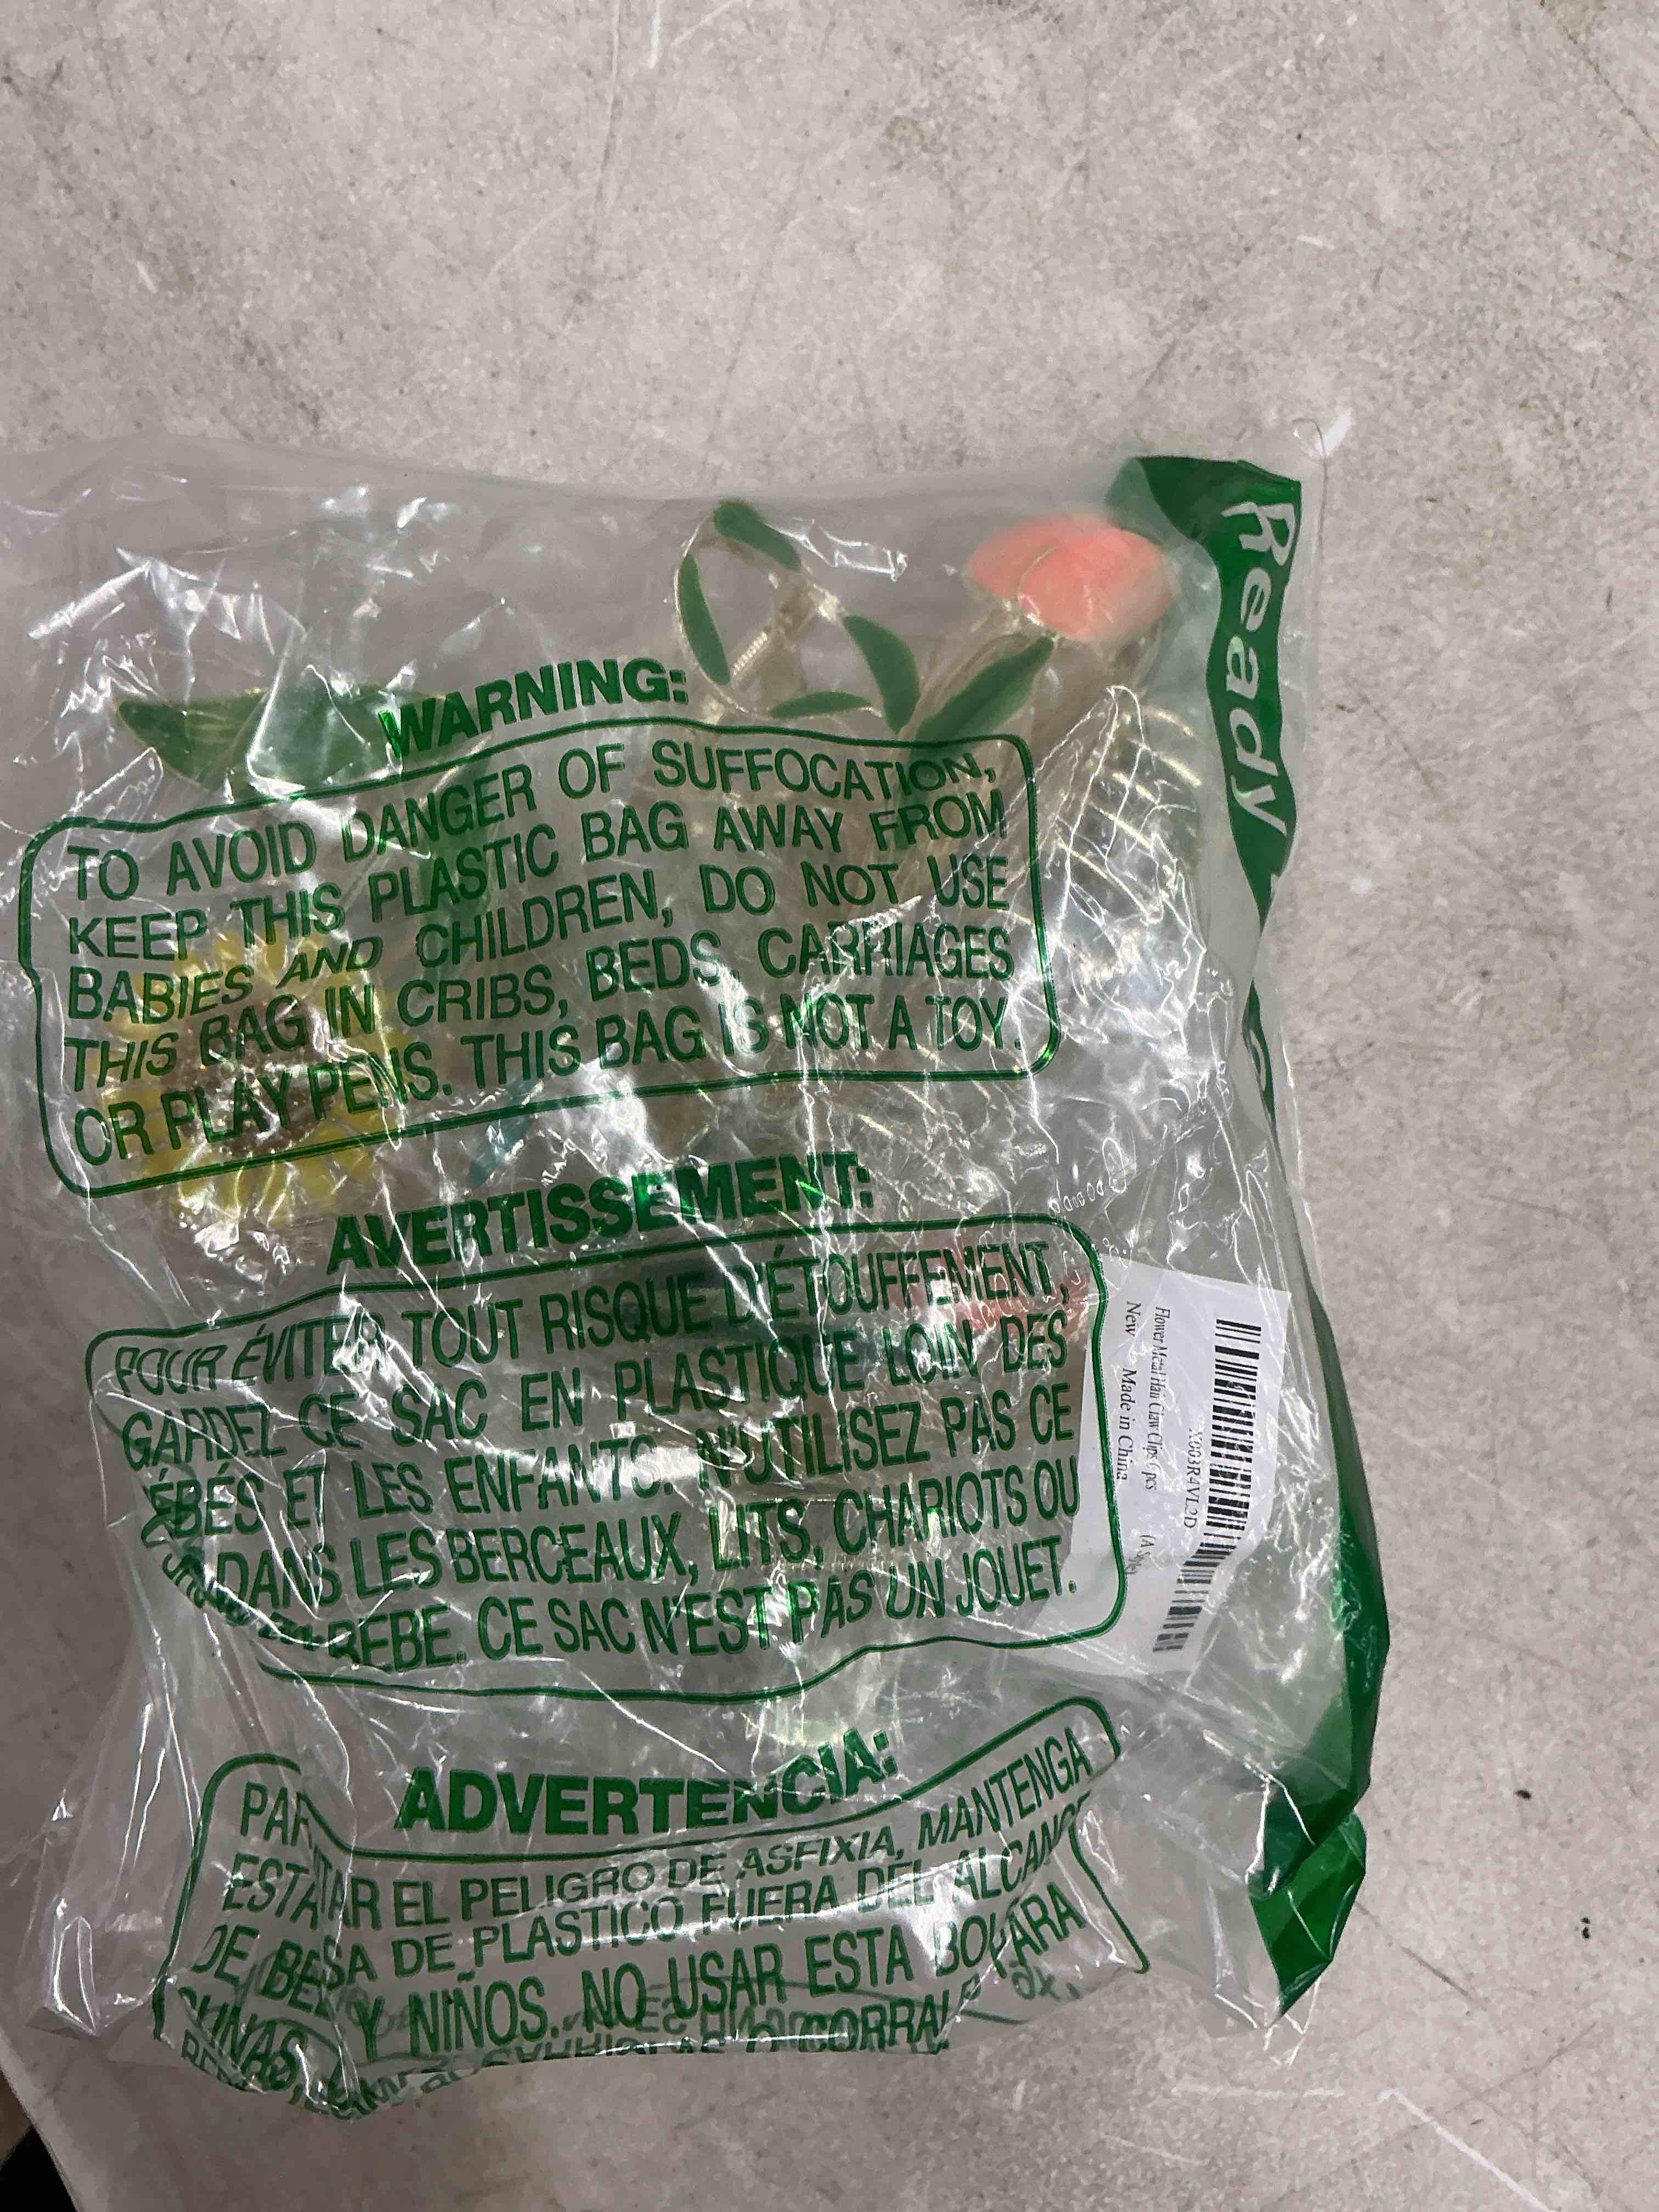 Ready
WARNING:
TO AVOID DANGER OF SUFFOCATION,
KEEP THIS PLASTIC BAG AWAY FROM
BABIES AND CHILDREN, DO NOT USE
THIS BAG IN CRIBS, BEDS, CARRIAGES
OR PLAY PENS. THIS BAG IS NOT A TOY.
AVERTISSEMENT:
POUR ÉVITER TOUT RISQUE D'ÉTOUFFEMENT,
GARDEZ CE SAC EN PLASTIQUE LOIN DES
BÉBÉS ET LES ENFANTS. N'UTILISEZ PAS CE
DANS LES BERCEAUX, LITS, CHARIOTS OU
BEBE. CE SAC N'EST PAS UN JOUET.
X003R4VL2D
Flower Metal Hair Claw Clips 6 pcs
New Made in China
ADVERTENCIA:
EL PELIGRO DE ASFIXIA, MANTENGA
DE PLASTICO FUERA DEL
Y NIÑOS. NO USAR ESTA